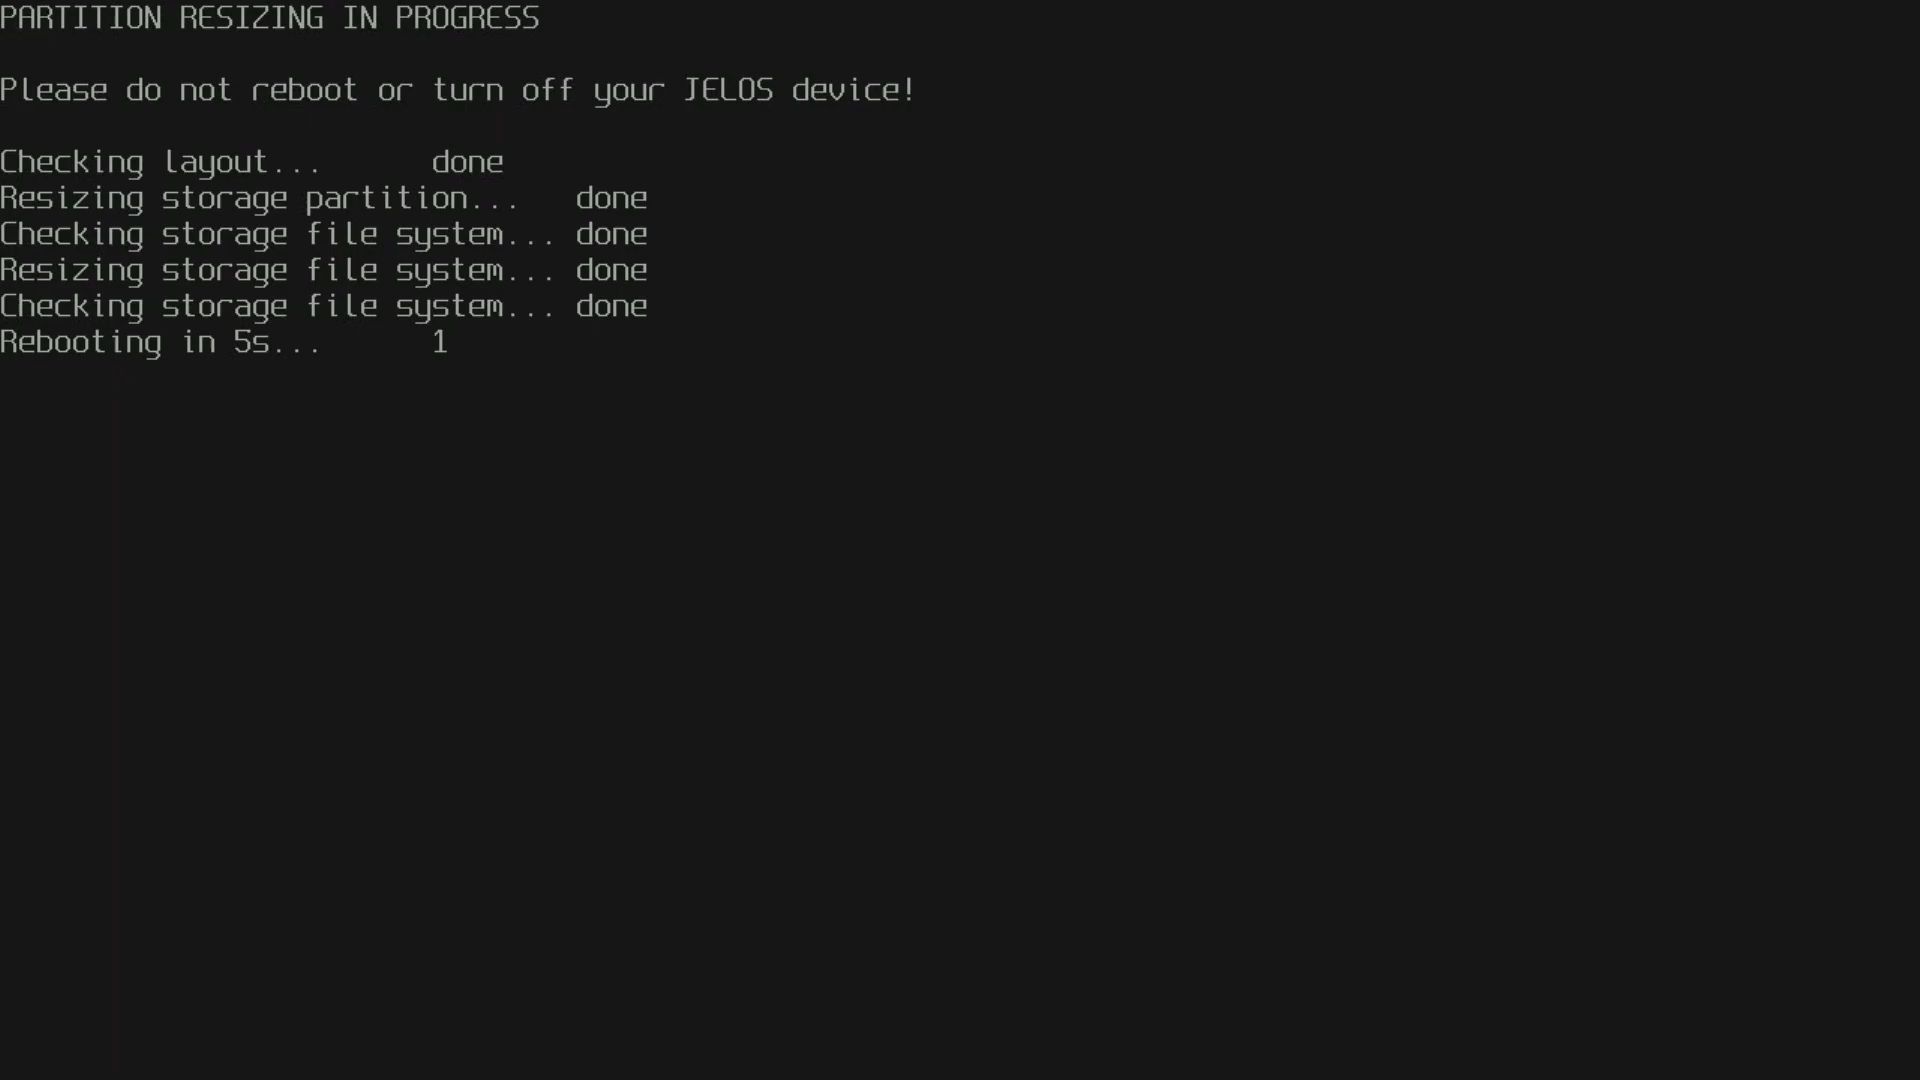 PARTITION RESIZING IN PROGRESS
Please do not reboot or turn off your JELOS device!
Checking layout...      done
Resizing storage partition...   done
Checking storage file system... done
Resizing storage file system... done
Checking storage file system... done
Rebooting in 5s...      1